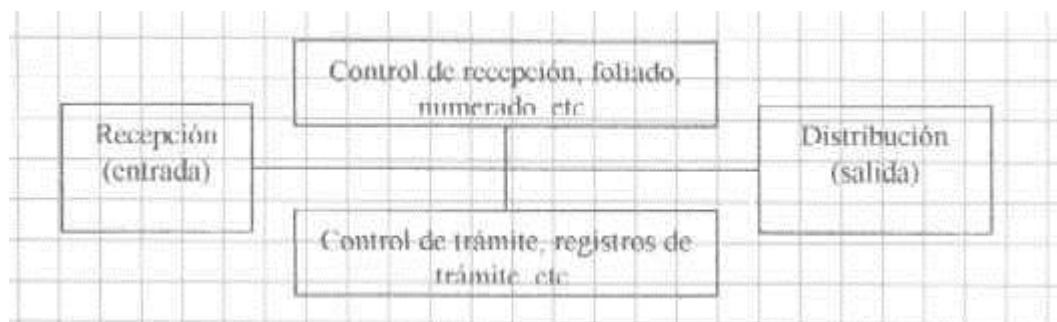 Control de recepción, foliado,
numerado etc
Recepción
(entrada)
Distribución
(salida)
Control de trámite, registros de
trámite etc